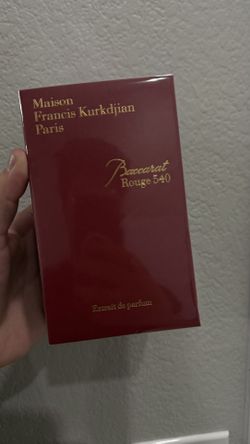 Maison
Francis Kurkdjian
Paris
Baccarat
Rouge 540
Extrait de parfum